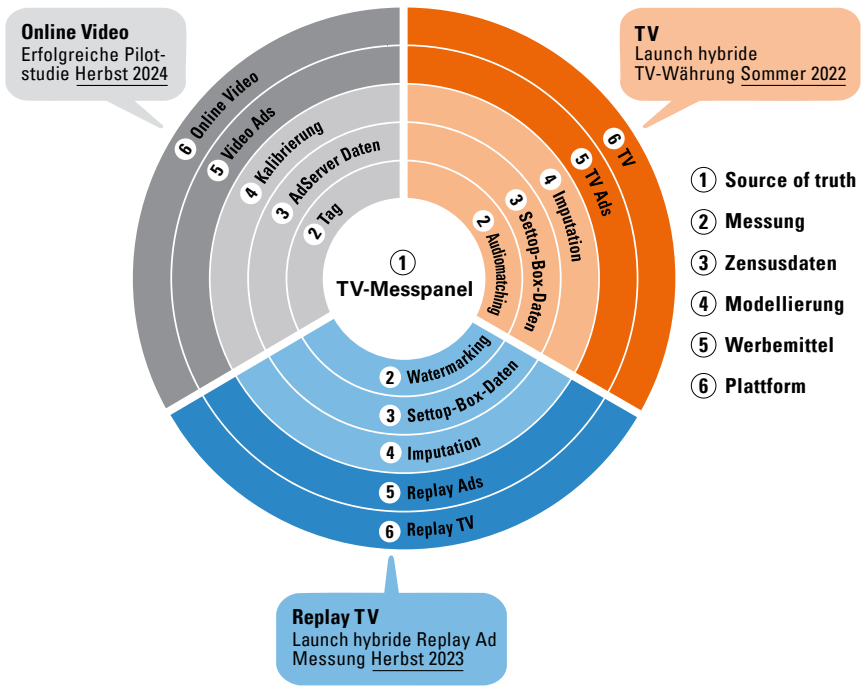 Online Video
Erfolgreiche Pilot-
studie Herbst 2024
TV
Launch hybride
TV-Währung Sommer 2022
6 Online Video
5 Video Ads
4 Kalibrierung
3 AdServer Daten
2 Tag
6 TV
5 TV Ads
4 Imputation
3 Settop-Box-Daten
2 Audiomatching
1
TV-Messpanel
2 Watermarking
3 Settop-Box-Daten
4 Imputation
5 Replay Ads
6 Replay TV
1 Source of truth
2 Messung
3 Zensusdaten
4 Modellierung
5 Werbemittel
6 Plattform
Replay TV
Launch hybride Replay Ad
Messung Herbst 2023